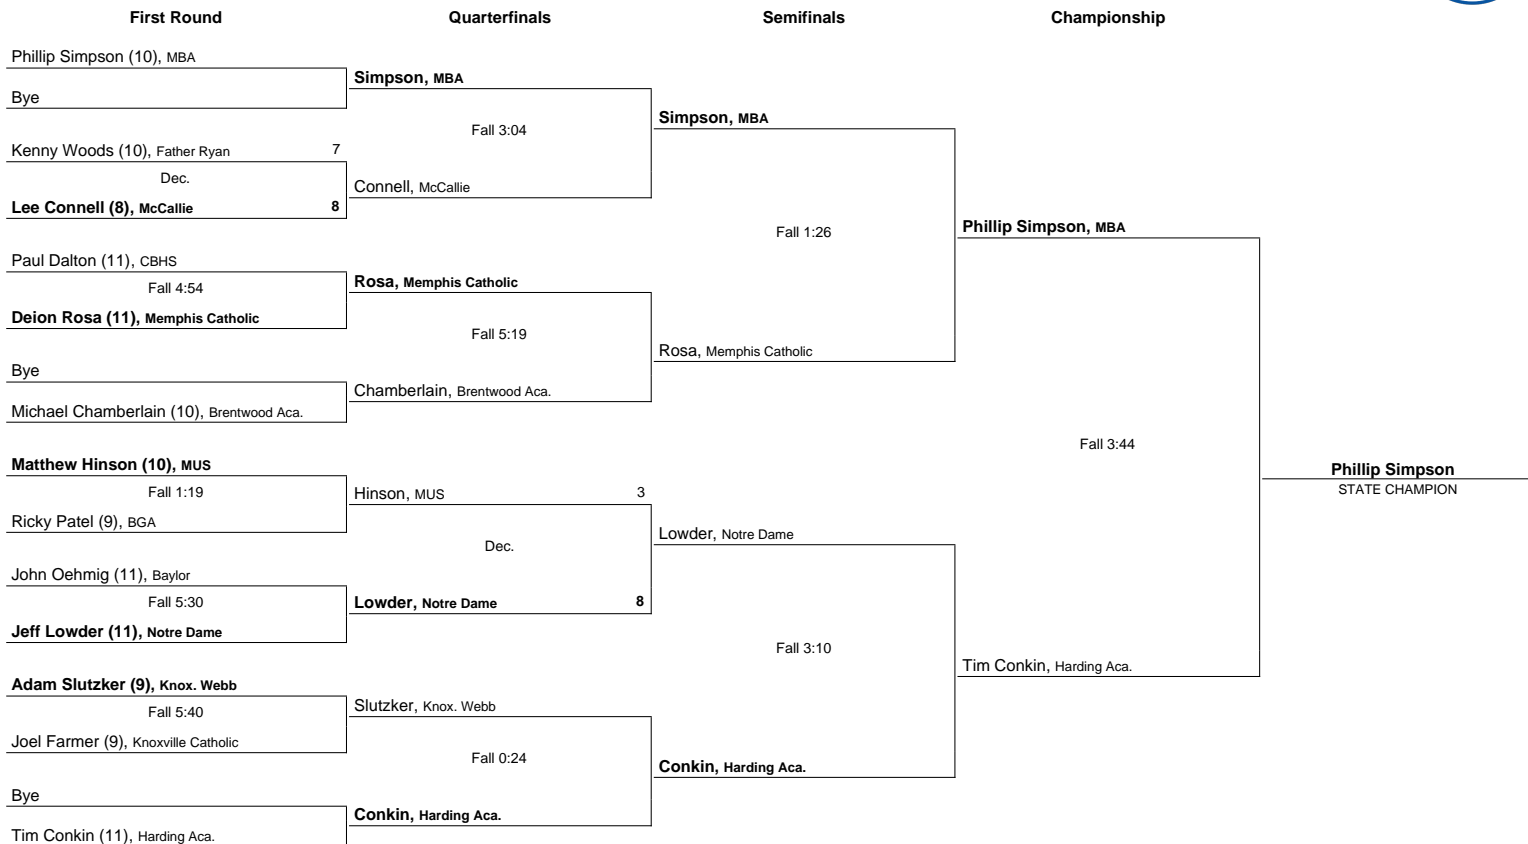 First Round Quarterfinals Semifinals Championship
Phillip Simpson (10), MBA
Bye
Kenny Woods (10), Father Ryan 7
Dec.
Lee Connell (8), McCallie 8
Paul Dalton (11), CBHS
Fall 4:54
Deion Rosa (11), Memphis Catholic
Bye
Michael Chamberlain (10), Brentwood Aca.
Matthew Hinson (10), MUS
Fall 1:19
Ricky Patel (9), BGA
John Oehmig (11), Baylor
Fall 5:30
Jeff Lowder (11), Notre Dame
Adam Slutzker (9), Knox. Webb
Fall 5:40
Joel Farmer (9), Knoxville Catholic
Bye
Tim Conkin (11), Harding Aca.
Simpson, MBA
Fall 3:04
Connell, McCallie
Rosa, Memphis Catholic
Fall 5:19
Chamberlain, Brentwood Aca.
Hinson, MUS 3
Dec.
Lowder, Notre Dame 8
Slutzker, Knox. Webb
Fall 0:24
Conkin, Harding Aca.
Simpson, MBA
Fall 1:26
Rosa, Memphis Catholic
Lowder, Notre Dame
Fall 3:10
Conkin, Harding Aca.
Phillip Simpson, MBA
Fall 3:44
Tim Conkin, Harding Aca.
Phillip Simpson
STATE CHAMPION